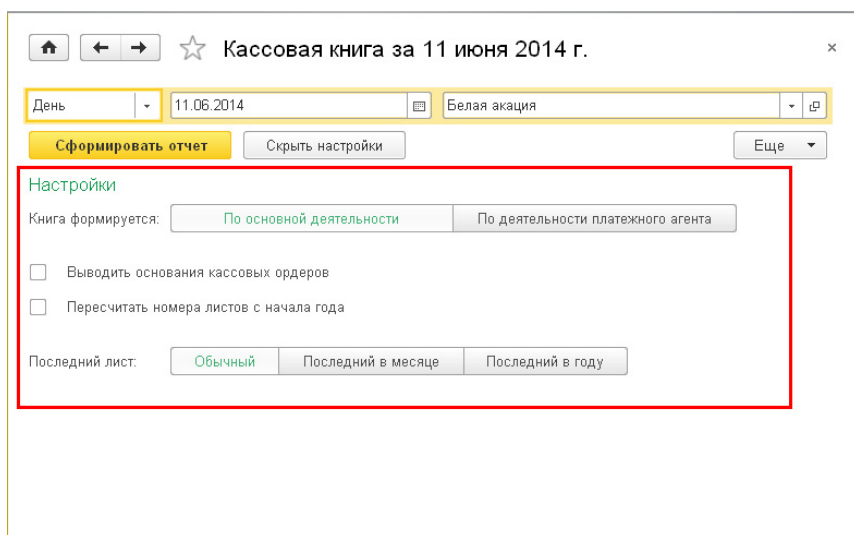 Кассовая книга за 11 июня 2014 г.
День 11.06.2014 Белая акация
Сформировать отчет Скрыть настройки Еще
Настройки
Книга формируется: По основной деятельности По деятельности платежного агента
Выводить основания кассовых ордеров
Пересчитать номера листов с начала года
Последний лист: Обычный Последний в месяце Последний в году